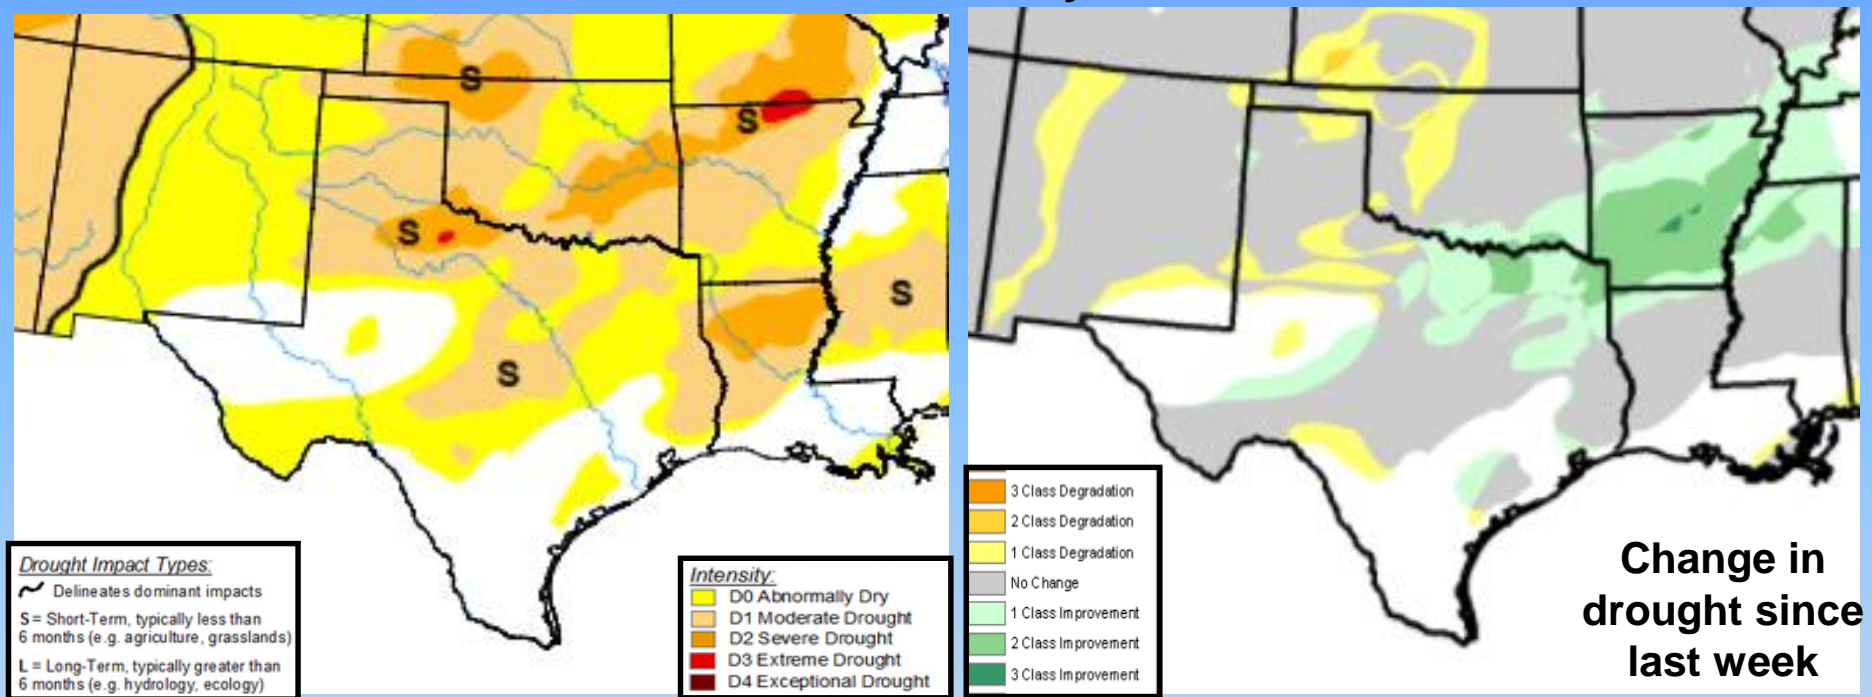 S
S
S
S
S
Drought Impact Types:
Delineates dominant impacts
S = Short-Term, typically less than
6 months (e.g. agriculture, grasslands)
L = Long-Term, typically greater than
6 months (e.g. hydrology, ecology)
Intensity:
D0 Abnormally Dry
D1 Moderate Drought
D2 Severe Drought
D3 Extreme Drought
D4 Exceptional Drought
3 Class Degradation
2 Class Degradation
1 Class Degradation
No Change
1 Class Improvement
2 Class Improvement
3 Class Improvement
Change in
drought since
last week